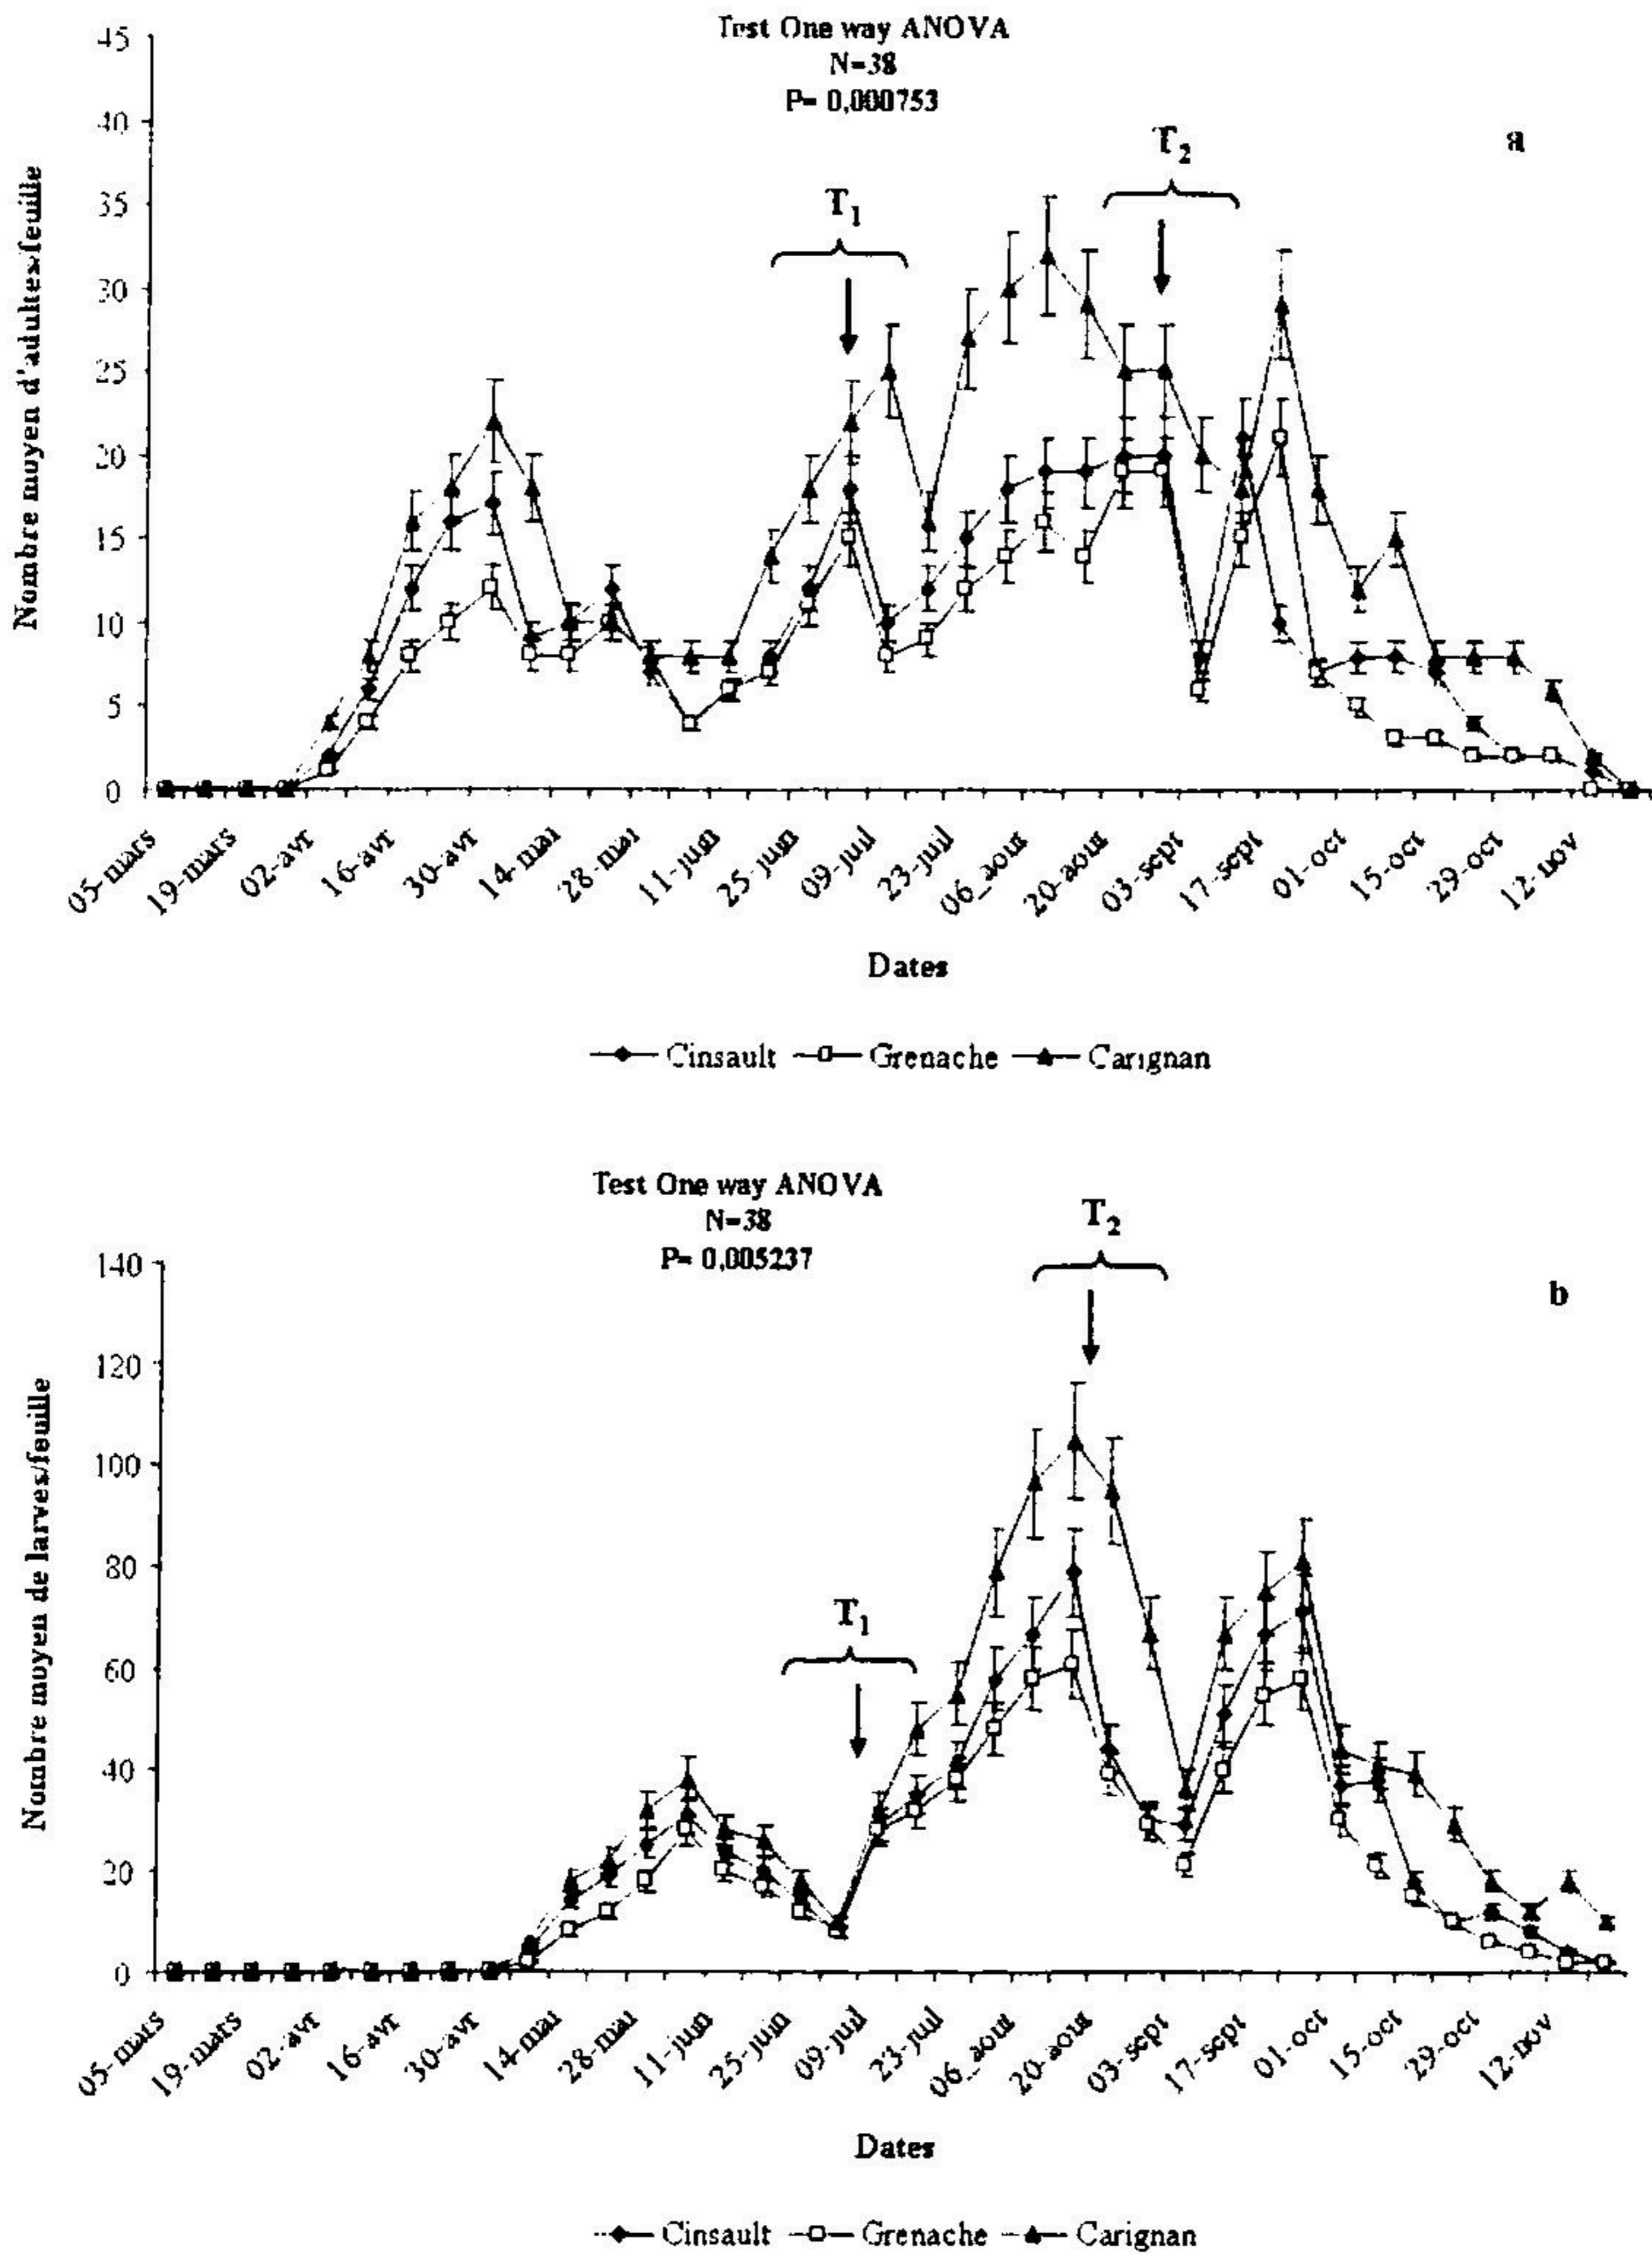 Test One way ANOVA
N=38
P= 0,000753
a
T1
T2
Nombre moyen d'adultes/feuille
45
40
35
30
25
20
15
10
5
0
05-mars
19-mars
02-avr
16-avr
30-avr
14-mai
28-mai
11-juin
25-juin
09-juil
23-juil
06_aout
20-aout
03-sept
17-sept
01-oct
15-oct
29-oct
12-nov
Dates
Cinsault Grenache Carignan
Test One way ANOVA
N=38
P= 0,005237
b
T2
T1
Nombre moyen de larves/feuille
140
120
100
80
60
40
20
0
05-mars
19-mars
02-avr
16-avr
30-avr
14-mai
28-mai
11-juin
25-juin
09-juil
23-juil
06_aout
20-aout
03-sept
17-sept
01-oct
15-oct
29-oct
12-nov
Dates
Cinsault Grenache Carignan